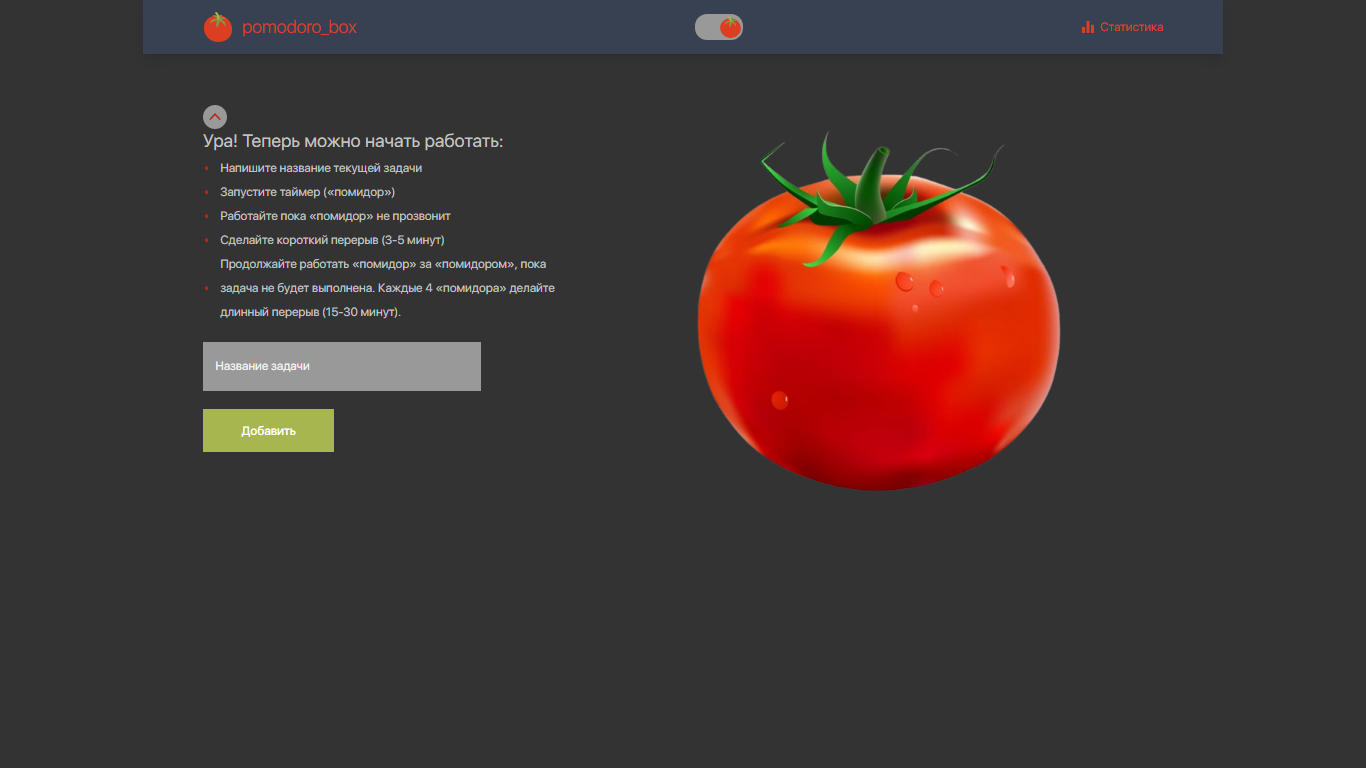 pomodoro_box
Статистика
Ура! Теперь можно начать работать:
Напишите название текущей задачи
Запустите таймер («помидор»)
Работайте пока «помидор» не прозвонит
Сделайте короткий перерыв (3-5 минут)
Продолжайте работать «помидор» за «помидором», пока
задача не будет выполнена. Каждые 4 «помидора» делайте
длинный перерыв (15-30 минут).
Название задачи
Добавить